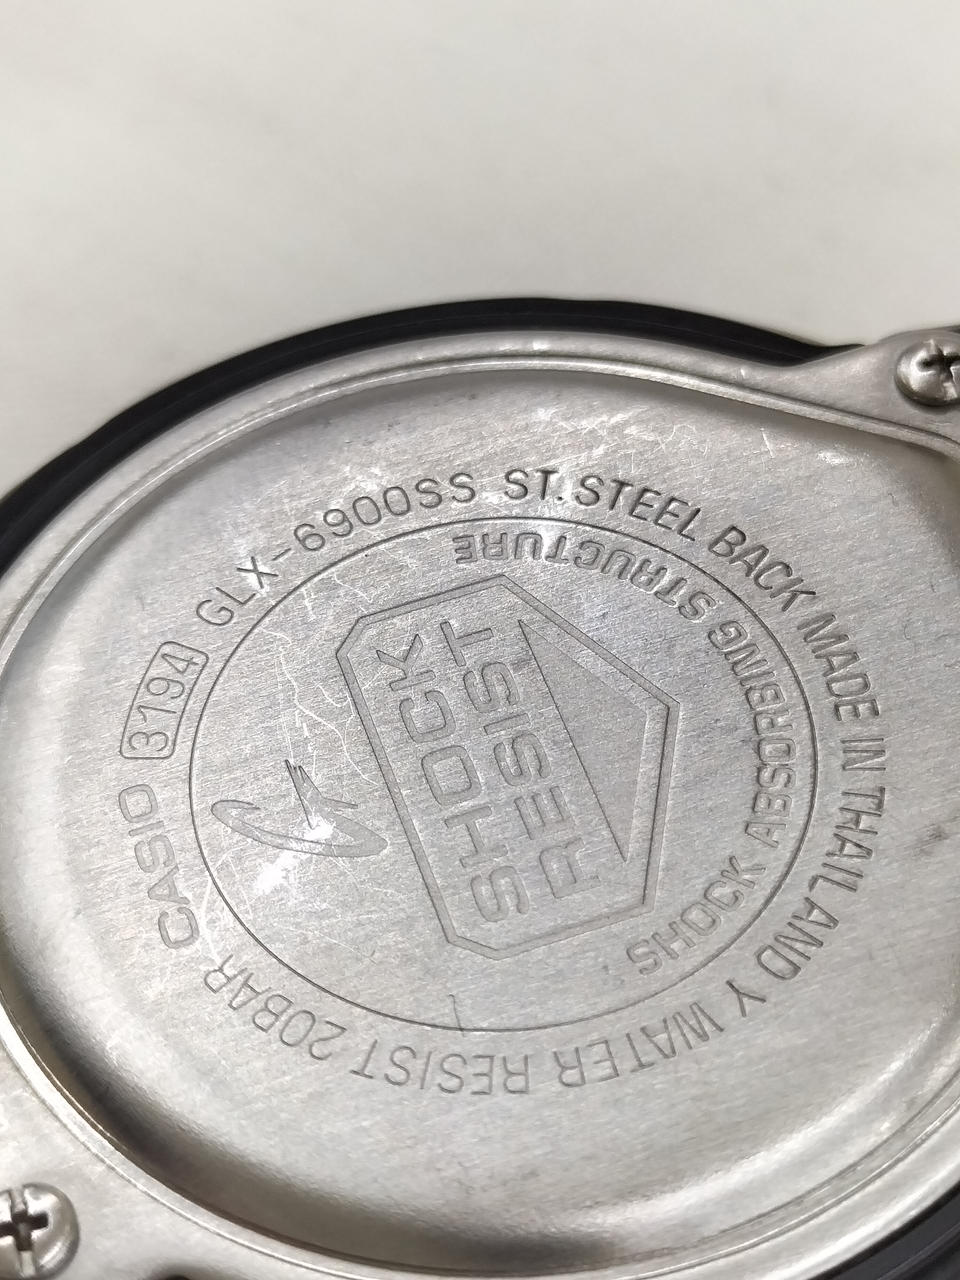 CASIO 3194 GLX-6900SS ST.STEEL BACK MADE IN THAILAND Y WATER RESIST 20BAR
SHOCK ABSORBING STRUCTURE
SHOCK
RESIST
G